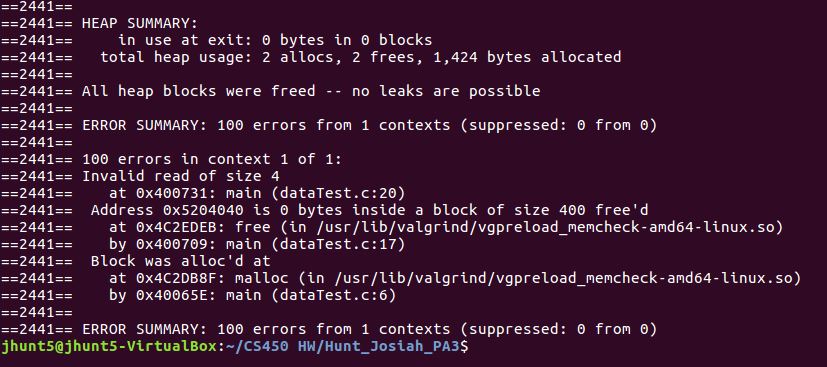 ==2441==
==2441== HEAP SUMMARY:
==2441==     in use at exit: 0 bytes in 0 blocks
==2441==   total heap usage: 2 allocs, 2 frees, 1,424 bytes allocated
==2441==
==2441== All heap blocks were freed -- no leaks are possible
==2441==
==2441== ERROR SUMMARY: 100 errors from 1 contexts (suppressed: 0 from 0)
==2441==
==2441== 100 errors in context 1 of 1:
==2441== Invalid read of size 4
==2441==    at 0x400731: main (dataTest.c:20)
==2441==  Address 0x5204040 is 0 bytes inside a block of size 400 free'd
==2441==    at 0x4C2EDEB: free (in /usr/lib/valgrind/vgpreload_memcheck-amd64-linux.so)
==2441==    by 0x400709: main (dataTest.c:17)
==2441==  Block was alloc'd at
==2441==    at 0x4C2DB8F: malloc (in /usr/lib/valgrind/vgpreload_memcheck-amd64-linux.so)
==2441==    by 0x40065E: main (dataTest.c:6)
==2441==
==2441== ERROR SUMMARY: 100 errors from 1 contexts (suppressed: 0 from 0)
jhunt5@jhunt5-VirtualBox:~/CS450 HW/Hunt_Josiah_PA3$